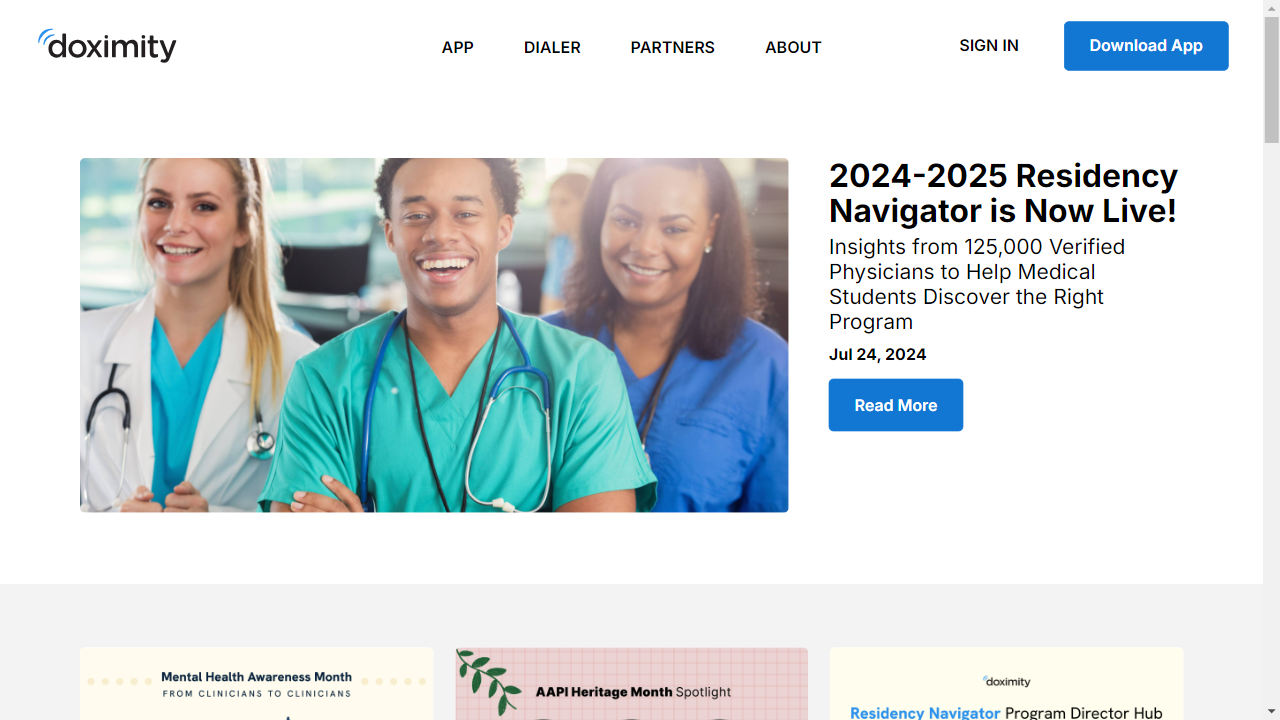 doximity
APP
DIALER
PARTNERS
ABOUT
SIGN IN
Download App
2024-2025 Residency
Navigator is Now Live!
Insights from 125,000 Verified
Physicians to Help Medical
Students Discover the Right
Program
Jul 24, 2024
Read More
Mental Health Awareness Month
FROM CLINICIANS TO CLINICIANS
AAPI Heritage Month Spotlight
doximity
Residency Navigator Program Director Hub